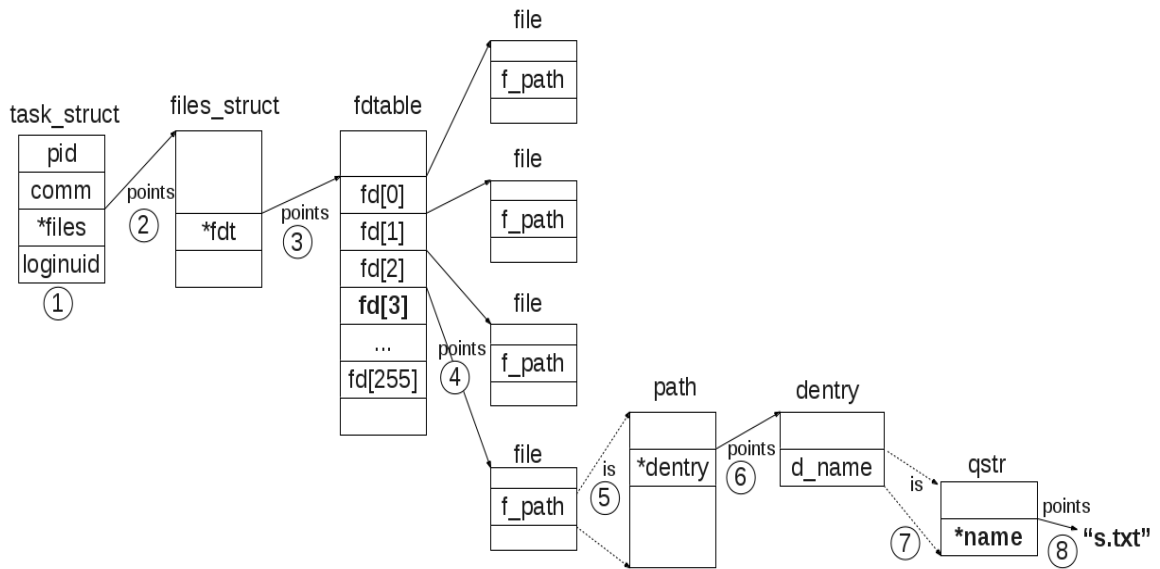 task_struct
pid
comm
*files
loginuid
1
points
2
files_struct
*fdt
points
3
fdtable
fd[0]
fd[1]
fd[2]
fd[3]
...
fd[255]
points
4
file
f_path
file
f_path
file
f_path
file
f_path
is
5
path
*dentry
points
6
dentry
d_name
is
7
qstr
*name
points
8
“s.txt”